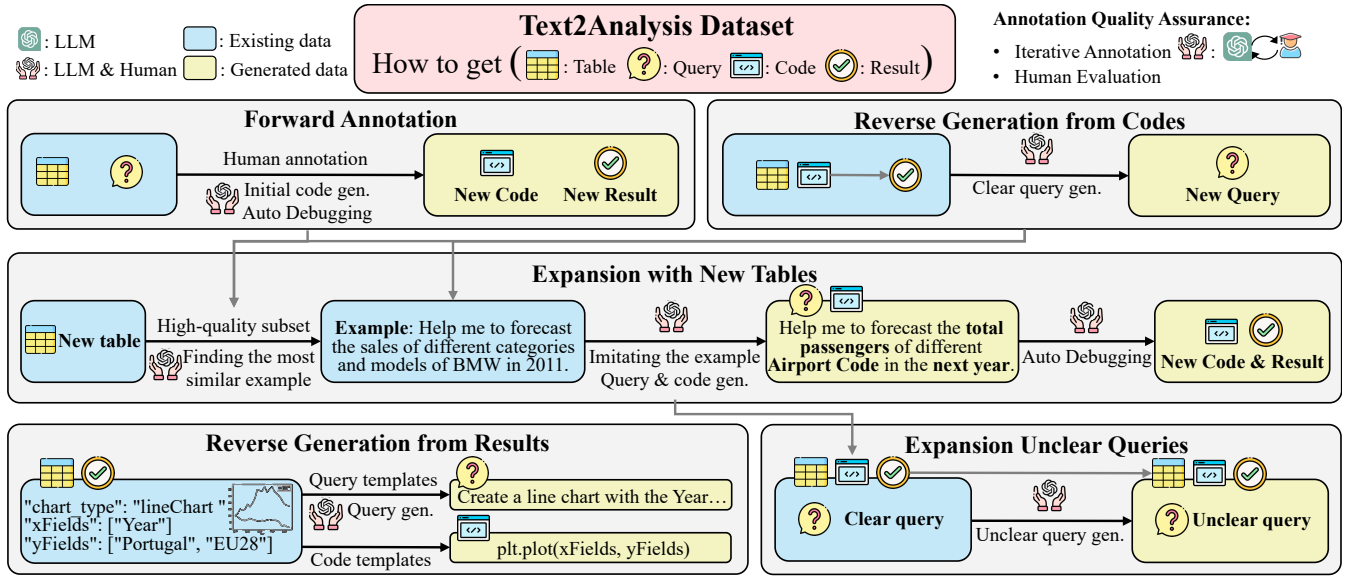 Text2Analysis Dataset
How to get ( : Table : Query : Code : Result )
: LLM
: Existing data
: LLM & Human
: Generated data
Annotation Quality Assurance:
• Iterative Annotation :
• Human Evaluation
Forward Annotation
Human annotation
Initial code gen.
Auto Debugging
New Code New Result
Reverse Generation from Codes
Clear query gen.
New Query
Expansion with New Tables
New table
High-quality subset
Finding the most
similar example
Example: Help me to forecast
the sales of different categories
and models of BMW in 2011.
Imitating the example
Query & code gen.
Help me to forecast the total
passengers of different
Airport Code in the next year.
Auto Debugging
New Code & Result
Reverse Generation from Results
"chart_type": "lineChart "
"xFields": ["Year"]
"yFields": ["Portugal", "EU28"]
Query templates
Query gen.
Code templates
Create a line chart with the Year…
plt.plot(xFields, yFields)
Expansion Unclear Queries
Clear query
Unclear query gen.
Unclear query